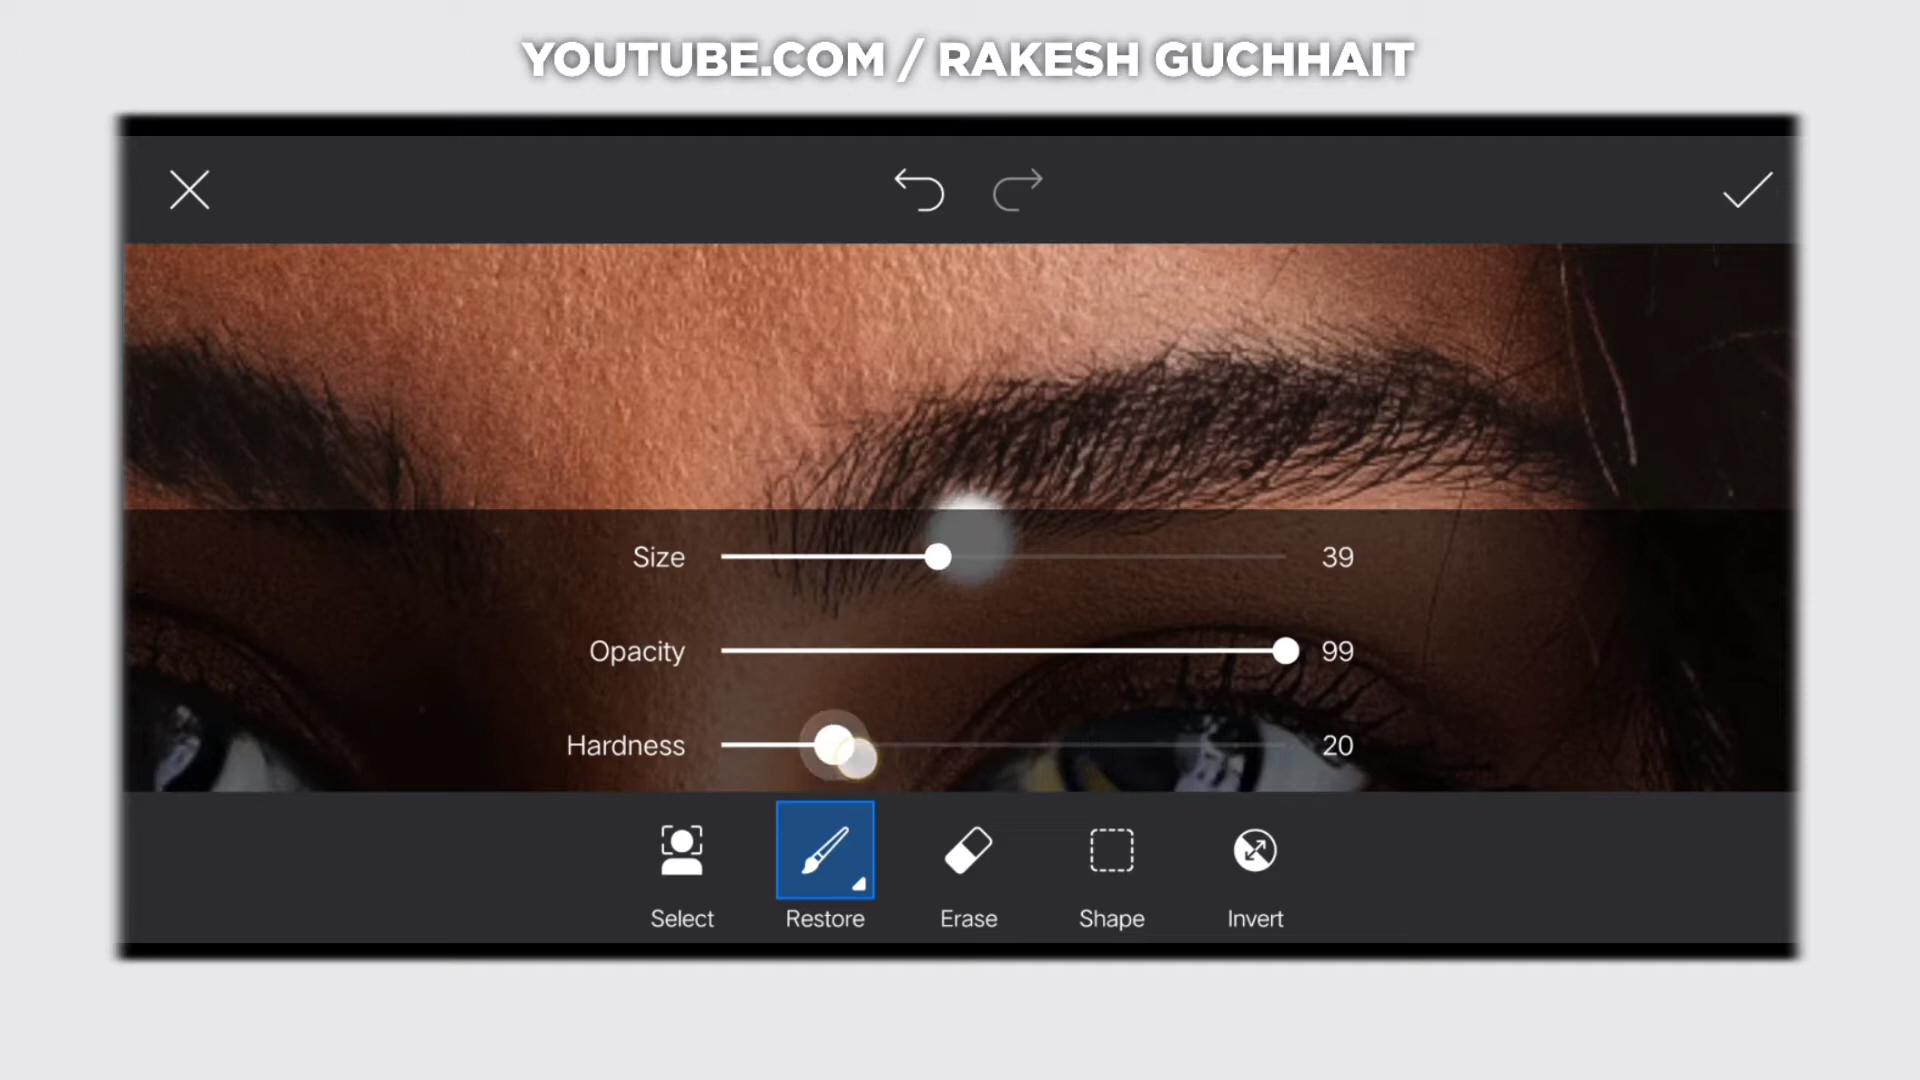 YOUTUBE.COM / RAKESH GUCHHAIT
Size 39
Opacity 99
Hardness 20
Select Restore Erase Shape Invert